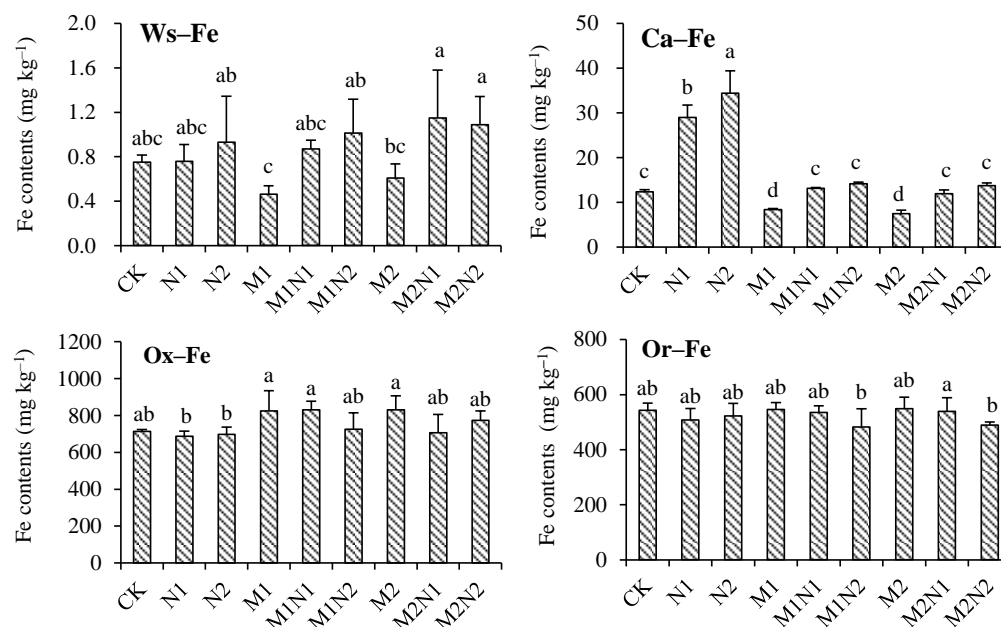 Ws–Fe
Fe contents (mg kg⁻¹)
2.0
1.6
1.2
0.8
0.4
0.0
abc
abc
ab
c
abc
ab
bc
a
a
CK
N1
N2
M1
M1N1
M1N2
M2
M2N1
M2N2
Ca–Fe
Fe contents (mg kg⁻¹)
50
40
30
20
10
0
c
b
a
d
c
c
d
c
c
CK
N1
N2
M1
M1N1
M1N2
M2
M2N1
M2N2
Ox–Fe
Fe contents (mg kg⁻¹)
1200
1000
800
600
400
200
0
ab
b
b
a
a
ab
a
ab
ab
CK
N1
N2
M1
M1N1
M1N2
M2
M2N1
M2N2
Or–Fe
Fe contents (mg kg⁻¹)
800
600
400
200
0
ab
ab
ab
ab
ab
b
ab
a
b
CK
N1
N2
M1
M1N1
M1N2
M2
M2N1
M2N2